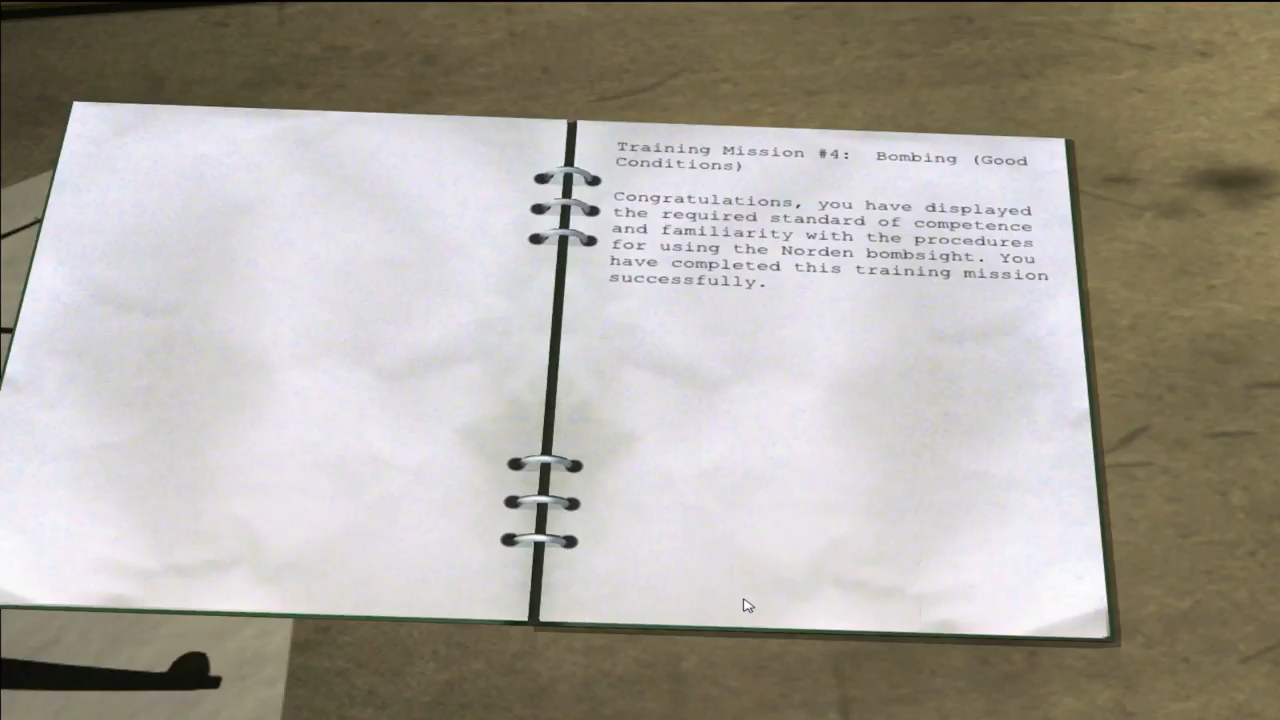 Training Mission #4:  Bombing (Good
Conditions)
Congratulations, you have displayed
the required standard of competence
and familiarity with the procedures
for using the Norden bombsight. You
have completed this training mission
successfully.